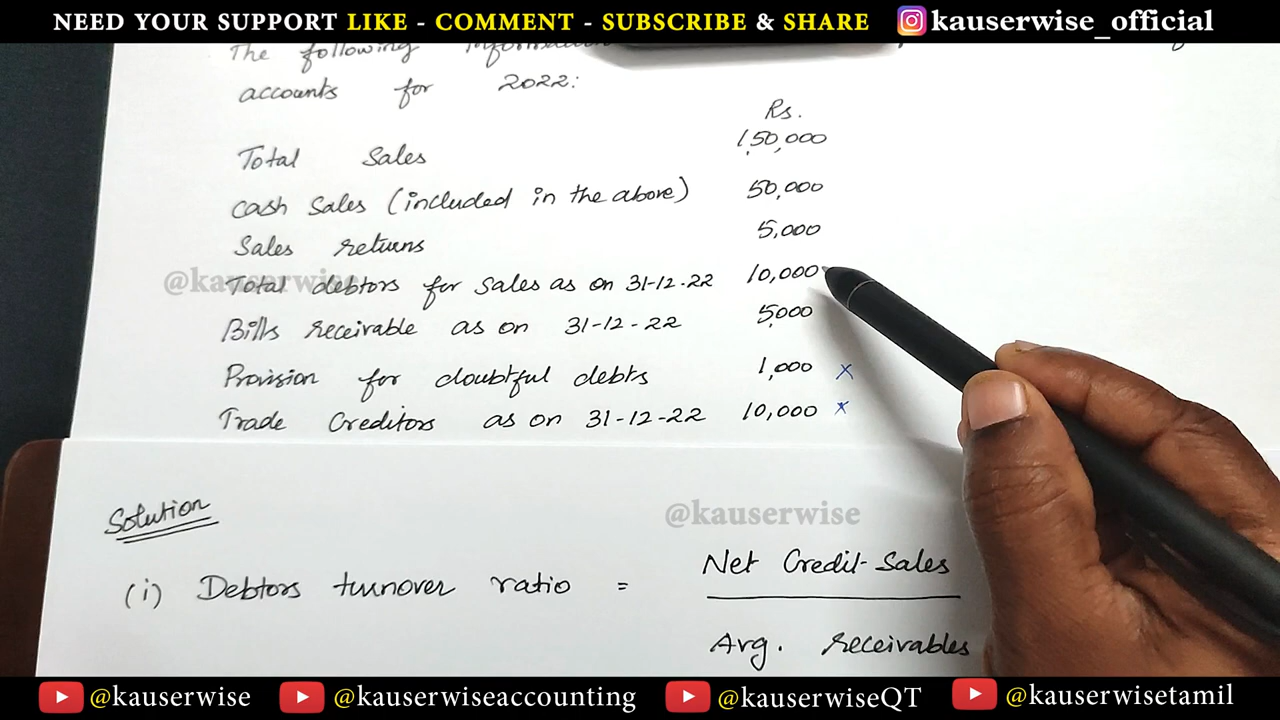 NEED YOUR SUPPORT LIKE - COMMENT - SUBSCRIBE & SHARE @kauserwise_official
The following
accounts for 2022:
Rs.
Total Sales 1,50,000
Cash Sales (included in the above) 50,000
Sales returns 5,000
@kauserwise
Total debtors for sales as on 31-12-22 10,000
Bills receivable as on 31-12-22 5,000
Provision for doubtful debts 1,000 x
Trade Creditors as on 31-12-22 10,000 x
Solution
@kauserwise
(i) Debtors turnover ratio = Net Credit Sales
Avg. receivables
@kauserwise @kauserwiseaccounting @kauserwiseQT @kauserwisetamil